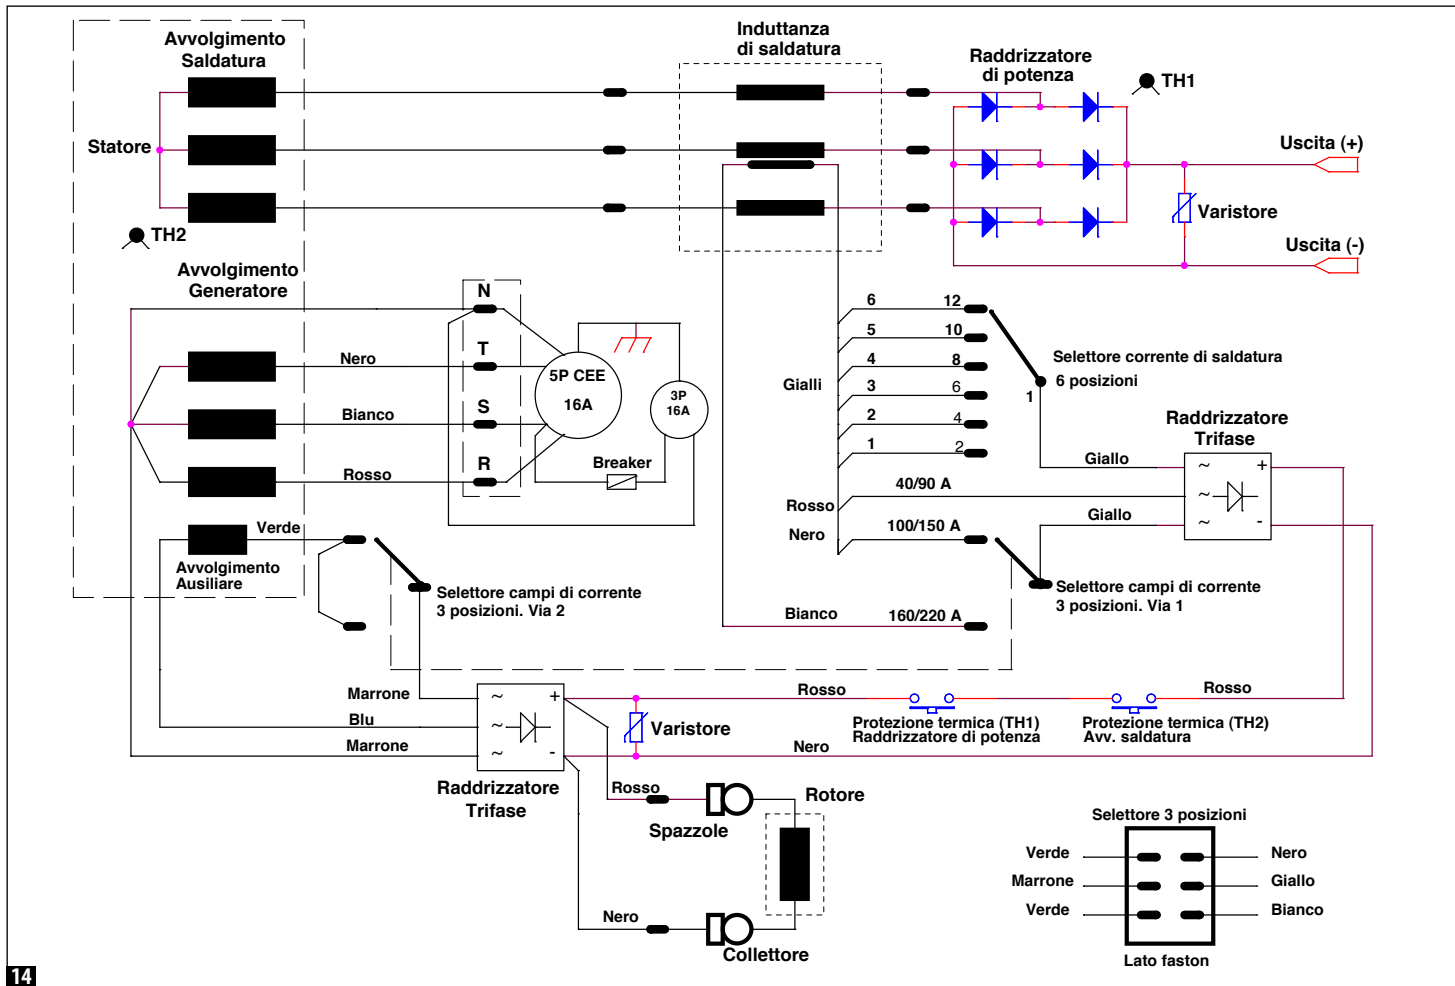 Avvolgimento
Saldatura
Induttanza
di saldatura
Raddrizzatore
di potenza
TH1
Statore
Uscita (+)
TH2
Varistore
Uscita (-)
Avvolgimento
Generatore
N
T
S
R
Nero
Bianco
Rosso
5P CEE
16A
3P
16A
Breaker
Gialli
6
12
5
10
4
8
3
6
2
4
1
2
1
Selettore corrente di saldatura
6 posizioni
Raddrizzatore
Trifase
Giallo
~
+
~
~
-
Rosso
40/90 A
Giallo
Nero
100/150 A
Verde
Avvolgimento
Ausiliare
Selettore campi di corrente
3 posizioni. Via 2
Selettore campi di corrente
3 posizioni. Via 1
Bianco
160/220 A
Marrone
Blu
Marrone
~
+
~
~
-
Raddrizzatore
Trifase
Varistore
Rosso
Rosso
Protezione termica (TH1)
Raddrizzatore di potenza
Protezione termica (TH2)
Avv. saldatura
Nero
Rosso
Spazzole
Rotore
Nero
Collettore
Selettore 3 posizioni
Verde
Nero
Marrone
Giallo
Verde
Bianco
Lato faston
14